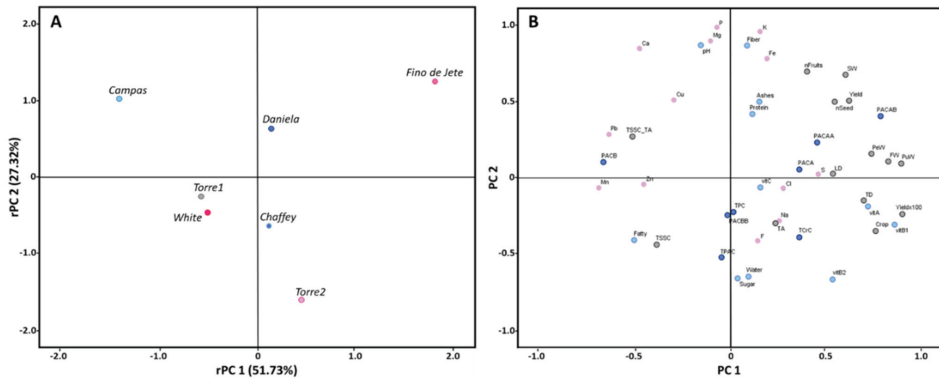 A
2.0
1.0
0
-1.0
-2.0
-2.0
-1.0
0
1.0
2.0
rPC 2 (27.32%)
rPC 1 (51.73%)
Campas
Fino de Jete
Daniela
Torre1
White
Chaffey
Torre2
B
1.0
0.5
0
-0.5
-1.0
-1.0
-0.5
0
0.5
1.0
PC 2
PC 1
P
K
Mg
Ca
pH
Fiber
Fe
nFruits
SW
Cu
Ashes
Protein
nSeed
Yield
PACAB
Pb
TSSC_TA
PACAA
PACB
PeW
FW
PulW
PACA
S
LD
Mn
Zn
vitC
Cl
TD
vitA
TPC
PACBB
Na
TA
Yieldx100
Crop
vitB1
Fatty
TSSC
F
TCrC
TPAC
Sugar
Water
vitB2